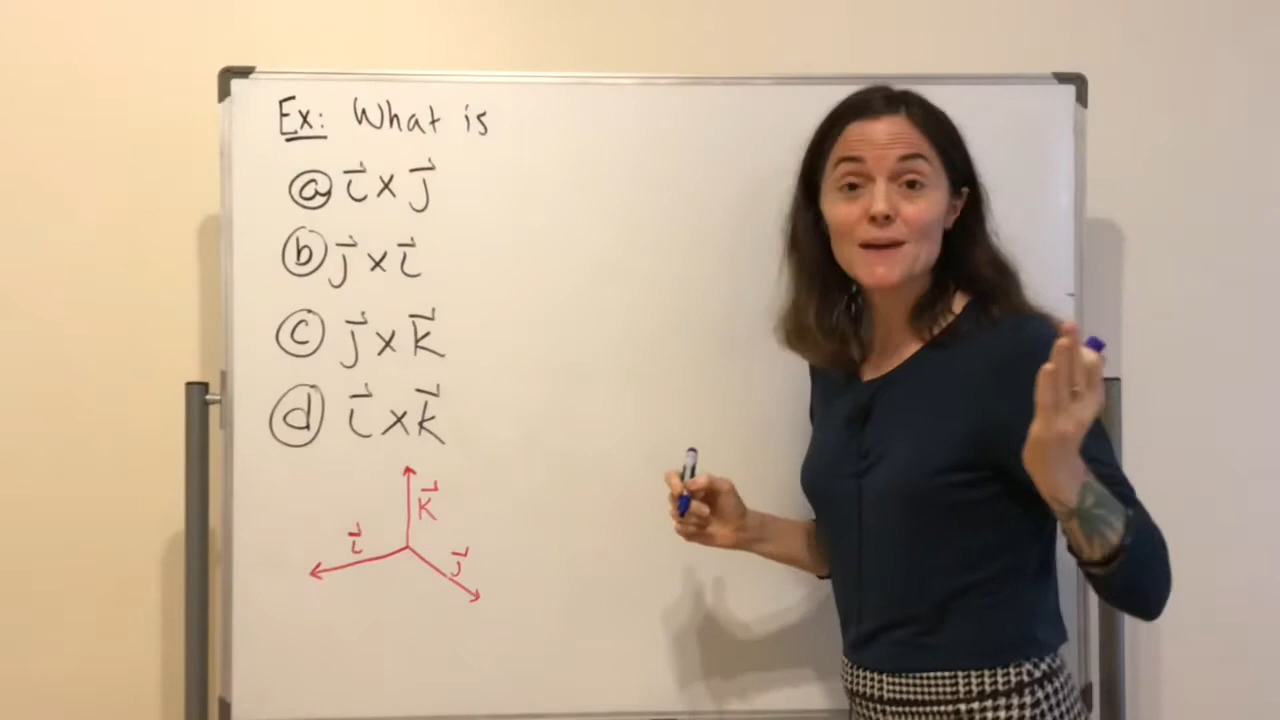 Ex: What is
ⓐ i⃗ × j⃗
ⓑ j⃗ × i⃗
ⓒ j⃗ × k⃗
ⓓ i⃗ × k⃗
k⃗
i⃗
j⃗